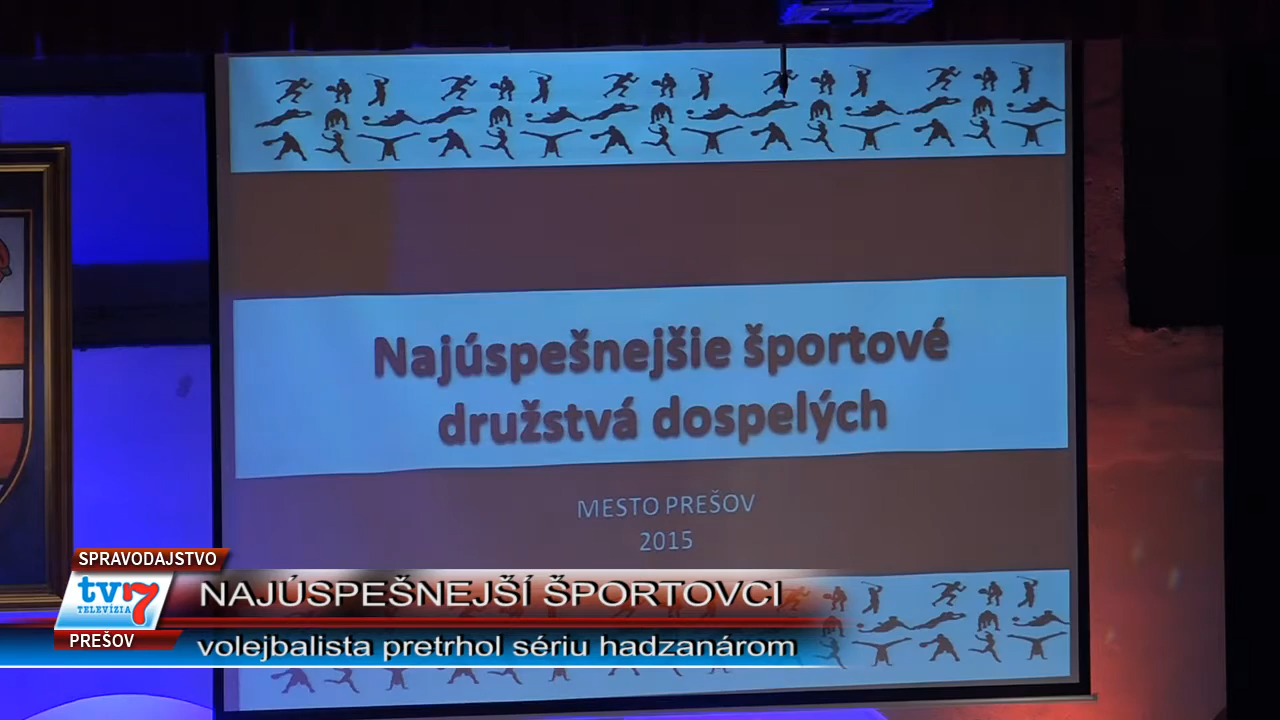 Najúspešnejšie športové
družstvá dospelých
MESTO PREŠOV
2015
SPRAVODAJSTVO
tv7
TELEVÍZIA
PREŠOV
NAJÚSPEŠNEJŠÍ ŠPORTOVCI
volejbalista pretrhol sériu hadzanárom